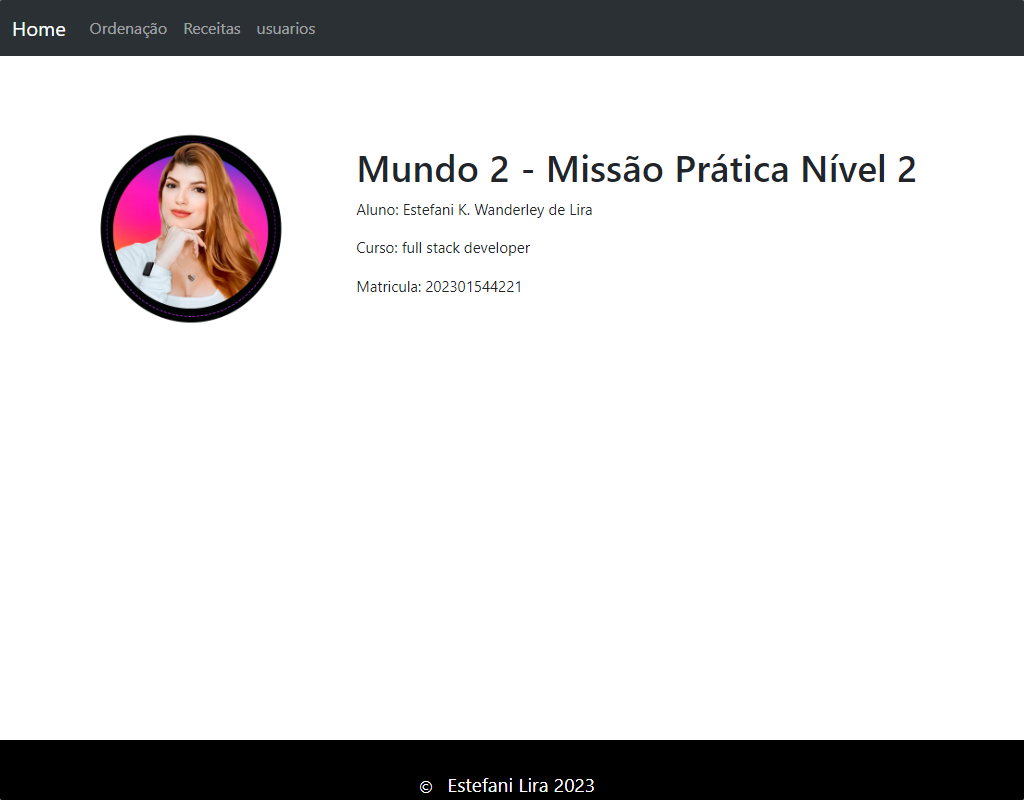 Home Ordenação Receitas usuarios
Mundo 2 - Missão Prática Nível 2
Aluno: Estefani K. Wanderley de Lira
Curso: full stack developer
Matricula: 202301544221
© Estefani Lira 2023